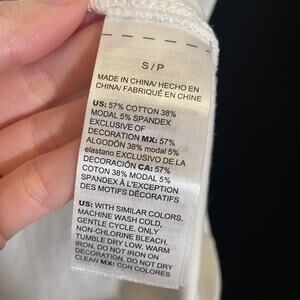 S / P
MADE IN CHINA/ HECHO EN
CHINA/ FABRIQUÉ EN CHINE
US: 57% COTTON 38%
MODAL 5% SPANDEX
EXCLUSIVE OF
DECORATION MX: 57%
ALGODÓN 38% modal 5%
elastano EXCLUSIVO DE LA
DECORACIÓN CA: 57%
COTON 38% MODAL 5%
SPANDEX À L'EXCEPTION
DES MOTIFS DÉCORATIFS
US: WITH SIMILAR COLORS.
MACHINE WASH COLD,
GENTLE CYCLE. ONLY
NON-CHLORINE BLEACH,
TUMBLE DRY LOW. WARM
IRON, DO NOT IRON ON
DECORATION, DO NOT DRY
CLEAN MX: CON COLORES